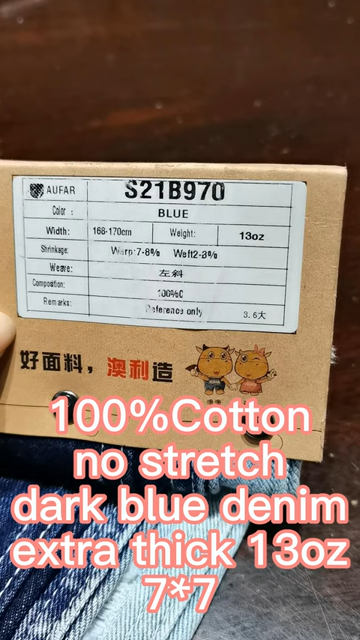 AUFAR
S21B970
Color :
BLUE
Width:
168-170cm
Weight:
13oz
Shrinkage:
Warp:7-8% Weft2-3%
Weave:
左斜
Composition:
100%C
Remarks:
Reference only
3.6大
好面料，澳利造
100%Cotton
no stretch
dark blue denim
extra thick 13oz
7*7